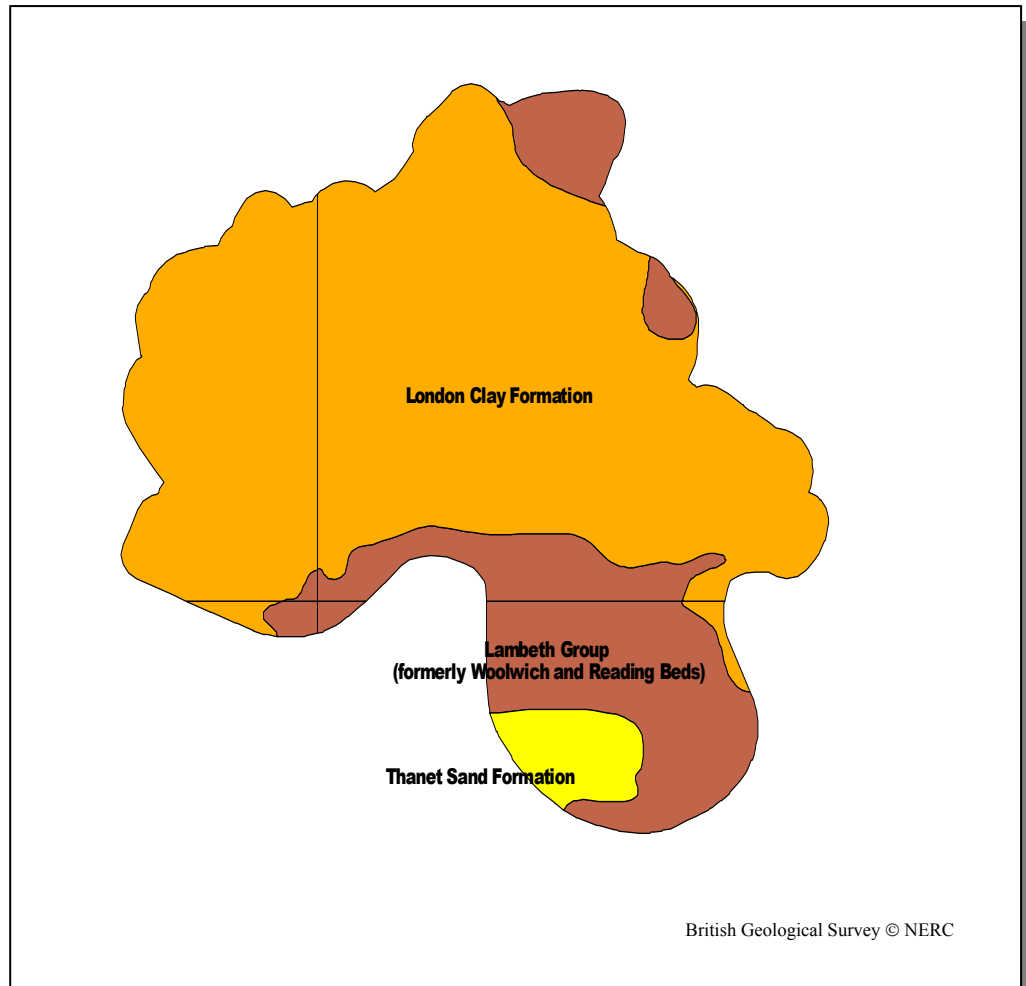 London Clay Formation
Lambeth Group
(formerly Woolwich and Reading Beds)
Thanet Sand Formation
British Geological Survey © NERC